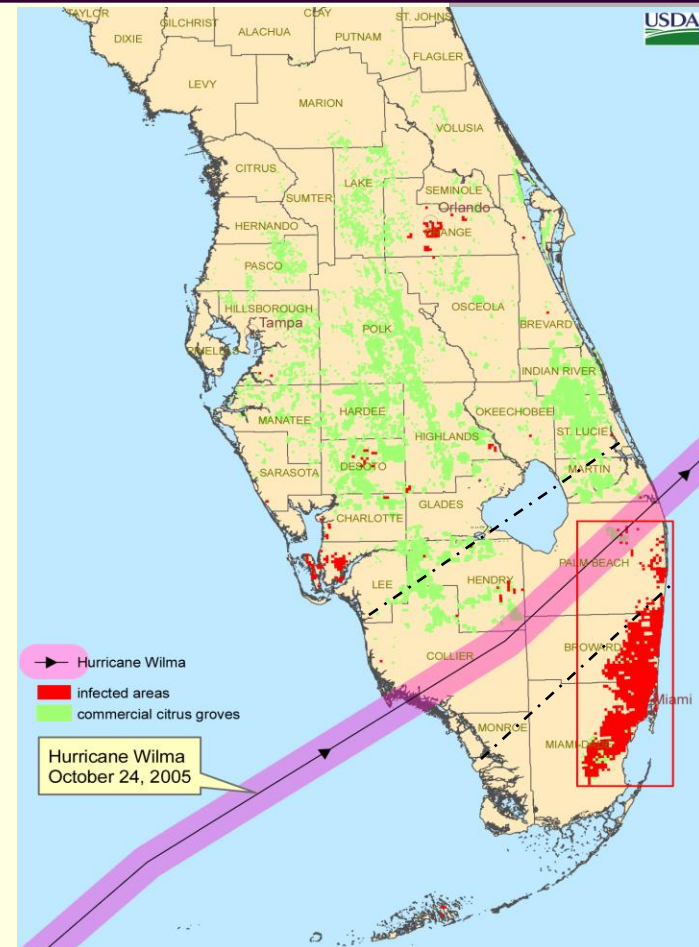 USDA
TAYLOR
DIXIE
GILCHRIST
ALACHUA
CLAY
PUTNAM
ST. JOHNS
FLAGLER
LEVY
MARION
VOLUSIA
CITRUS
SUMTER
LAKE
SEMINOLE
Orlando
HERNANDO
PASCO
HILLSBOROUGH
Tampa
OSCEOLA
POLK
BREVARD
INDIAN RIVER
MANATEE
HARDEE
HIGHLANDS
OKEECHOBEE
ST. LUCIE
SARASOTA
DESOTO
MARTIN
CHARLOTTE
GLADES
LEE
HENDRY
PALM BEACH
COLLIER
BROWARD
MONROE
Miami
Hurricane Wilma
infected areas
commercial citrus groves
Hurricane Wilma
October 24, 2005